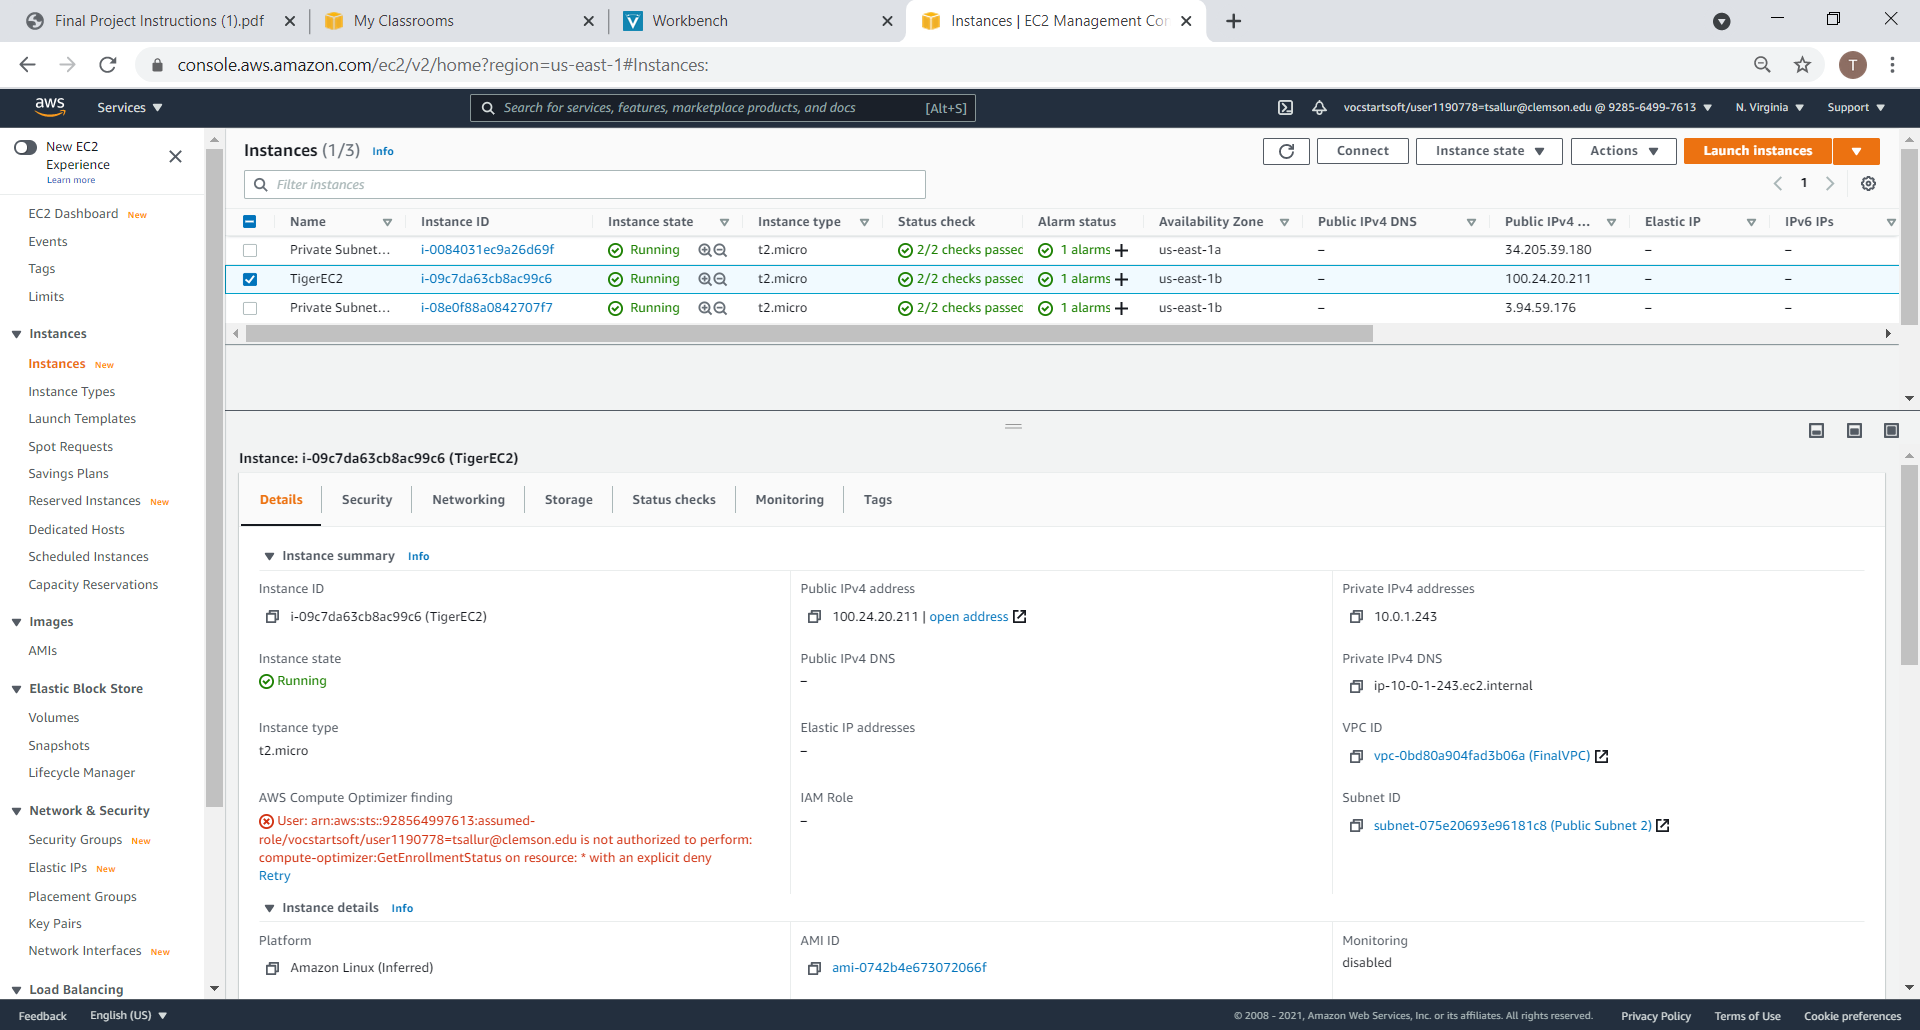 Final Project Instructions (1).pdf
My Classrooms
Workbench
Instances | EC2 Management Con
console.aws.amazon.com/ec2/v2/home?region=us-east-1#Instances:
T
aws
Services
Search for services, features, marketplace products, and docs
[Alt+S]
vocstartsoft/user1190778=tsallur@clemson.edu @ 9285-6499-7613
N. Virginia
Support
New EC2
Experience
Learn more
EC2 Dashboard New
Events
Tags
Limits
Instances
Instances New
Instance Types
Launch Templates
Spot Requests
Savings Plans
Reserved Instances New
Dedicated Hosts
Scheduled Instances
Capacity Reservations
Images
AMIs
Elastic Block Store
Volumes
Snapshots
Lifecycle Manager
Network & Security
Security Groups New
Elastic IPs New
Placement Groups
Key Pairs
Network Interfaces New
Load Balancing
Instances (1/3) Info
Connect
Instance state
Actions
Launch instances
Filter instances
1
Name Instance ID Instance state Instance type Status check Alarm status Availability Zone Public IPv4 DNS Public IPv4 ... Elastic IP IPv6 IPs
Private Subnet... i-0084031ec9a26d69f Running t2.micro 2/2 checks passed 1 alarms + us-east-1a – 34.205.39.180 – –
TigerEC2 i-09c7da63cb8ac99c6 Running t2.micro 2/2 checks passed 1 alarms + us-east-1b – 100.24.20.211 – –
Private Subnet... i-08e0f88a0842707f7 Running t2.micro 2/2 checks passed 1 alarms + us-east-1b – 3.94.59.176 – –
Instance: i-09c7da63cb8ac99c6 (TigerEC2)
Details
Security
Networking
Storage
Status checks
Monitoring
Tags
Instance summary Info
Instance ID
i-09c7da63cb8ac99c6 (TigerEC2)
Public IPv4 address
100.24.20.211 | open address
Private IPv4 addresses
10.0.1.243
Instance state
Running
Public IPv4 DNS
–
Private IPv4 DNS
ip-10-0-1-243.ec2.internal
Instance type
t2.micro
Elastic IP addresses
–
VPC ID
vpc-0bd80a904fad3b06a (FinalVPC)
AWS Compute Optimizer finding
User: arn:aws:sts::928564997613:assumed-
role/vocstartsoft/user1190778=tsallur@clemson.edu is not authorized to perform:
compute-optimizer:GetEnrollmentStatus on resource: * with an explicit deny
Retry
IAM Role
–
Subnet ID
subnet-075e20693e96181c8 (Public Subnet 2)
Instance details Info
Platform
Amazon Linux (Inferred)
AMI ID
ami-0742b4e673072066f
Monitoring
disabled
Feedback
English (US)
© 2008 - 2021, Amazon Web Services, Inc. or its affiliates. All rights reserved.
Privacy Policy
Terms of Use
Cookie preferences